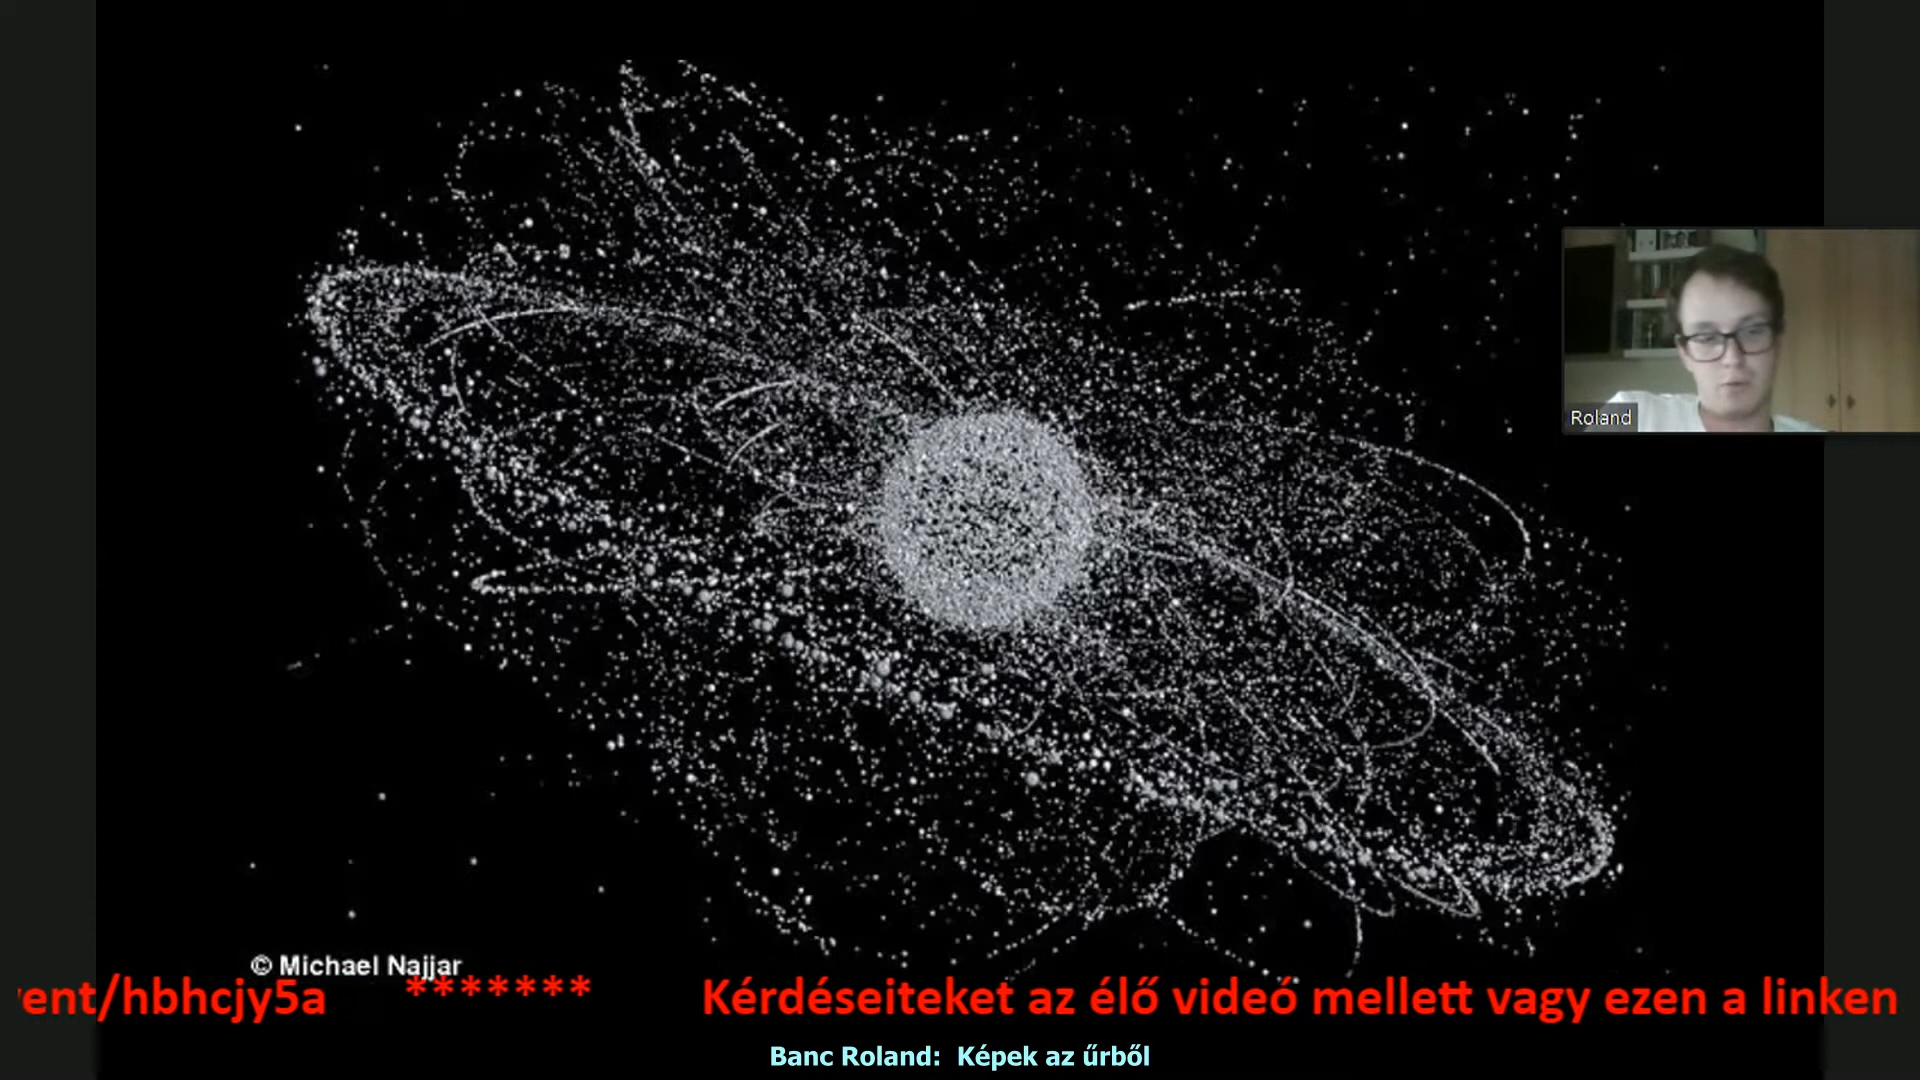 Roland
© Michael Najjar
ent/hbhcjy5a ******* Kérdéseiteket az élő videó mellett vagy ezen a linken
Banc Roland: Képek az űrből